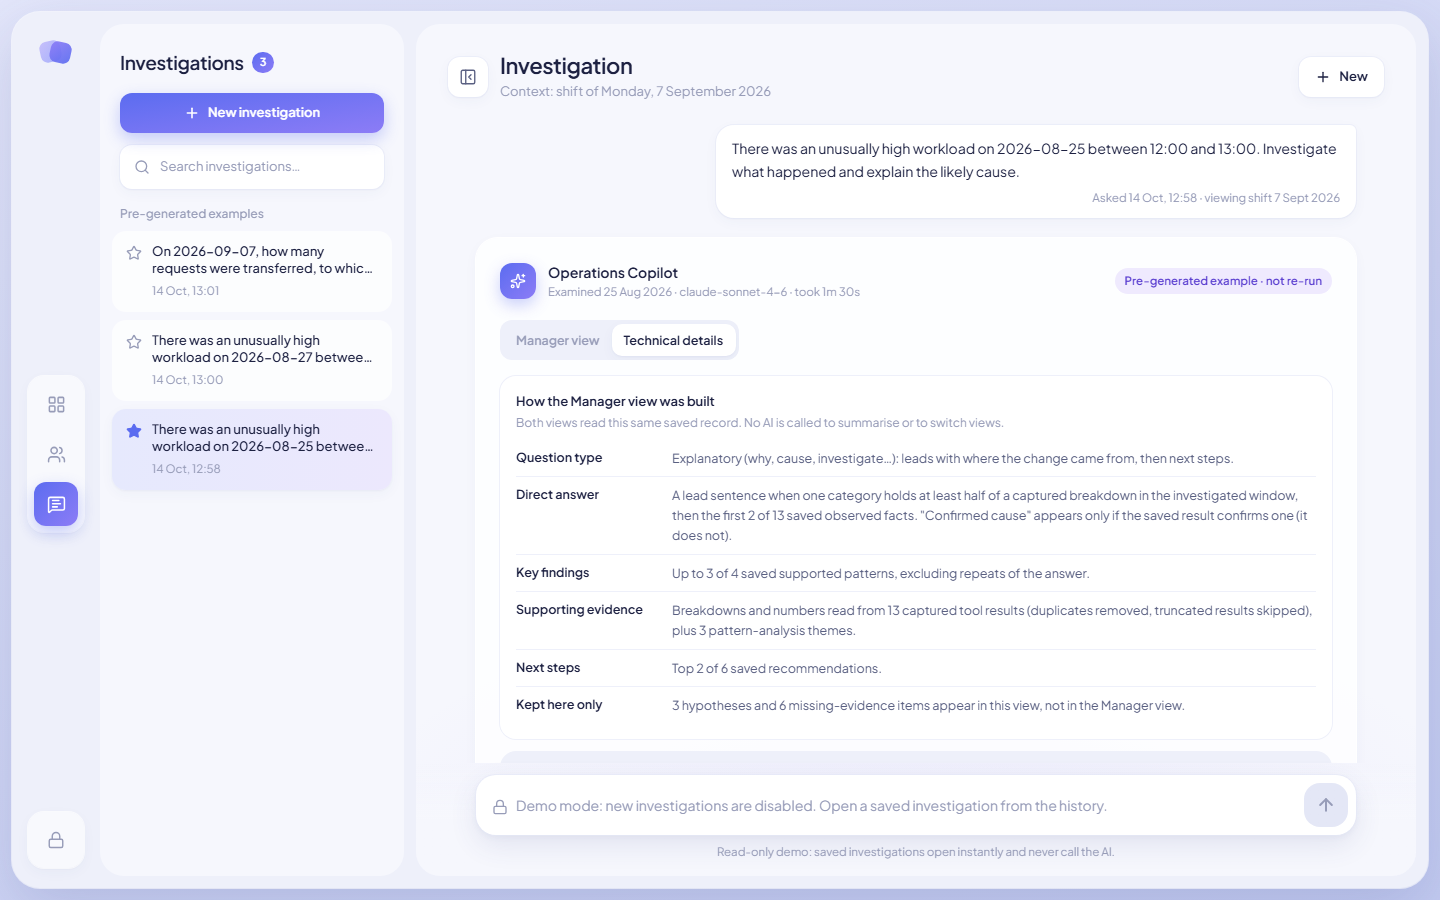 Investigations 3
New investigation
Search investigations...
Pre-generated examples
On 2026-09-07, how many
requests were transferred, to whic...
14 Oct, 13:01
There was an unusually high
workload on 2026-08-27 betwee...
14 Oct, 13:00
There was an unusually high
workload on 2026-08-25 betwee...
14 Oct, 12:58
Investigation
Context: shift of Monday, 7 September 2026
New
There was an unusually high workload on 2026-08-25 between 12:00 and 13:00. Investigate
what happened and explain the likely cause.
Asked 14 Oct, 12:58 · viewing shift 7 Sept 2026
Operations Copilot
Examined 25 Aug 2026 · claude-sonnet-4-6 · took 1m 30s
Pre-generated example · not re-run
Manager view
Technical details
How the Manager view was built
Both views read this same saved record. No AI is called to summarise or to switch views.
Question type
Explanatory (why, cause, investigate...): leads with where the change came from, then next steps.
Direct answer
A lead sentence when one category holds at least half of a captured breakdown in the investigated window,
then the first 2 of 13 saved observed facts. "Confirmed cause" appears only if the saved result confirms one (it
does not).
Key findings
Up to 3 of 4 saved supported patterns, excluding repeats of the answer.
Supporting evidence
Breakdowns and numbers read from 13 captured tool results (duplicates removed, truncated results skipped),
plus 3 pattern-analysis themes.
Next steps
Top 2 of 6 saved recommendations.
Kept here only
3 hypotheses and 6 missing-evidence items appear in this view, not in the Manager view.
Demo mode: new investigations are disabled. Open a saved investigation from the history.
Read-only demo: saved investigations open instantly and never call the AI.